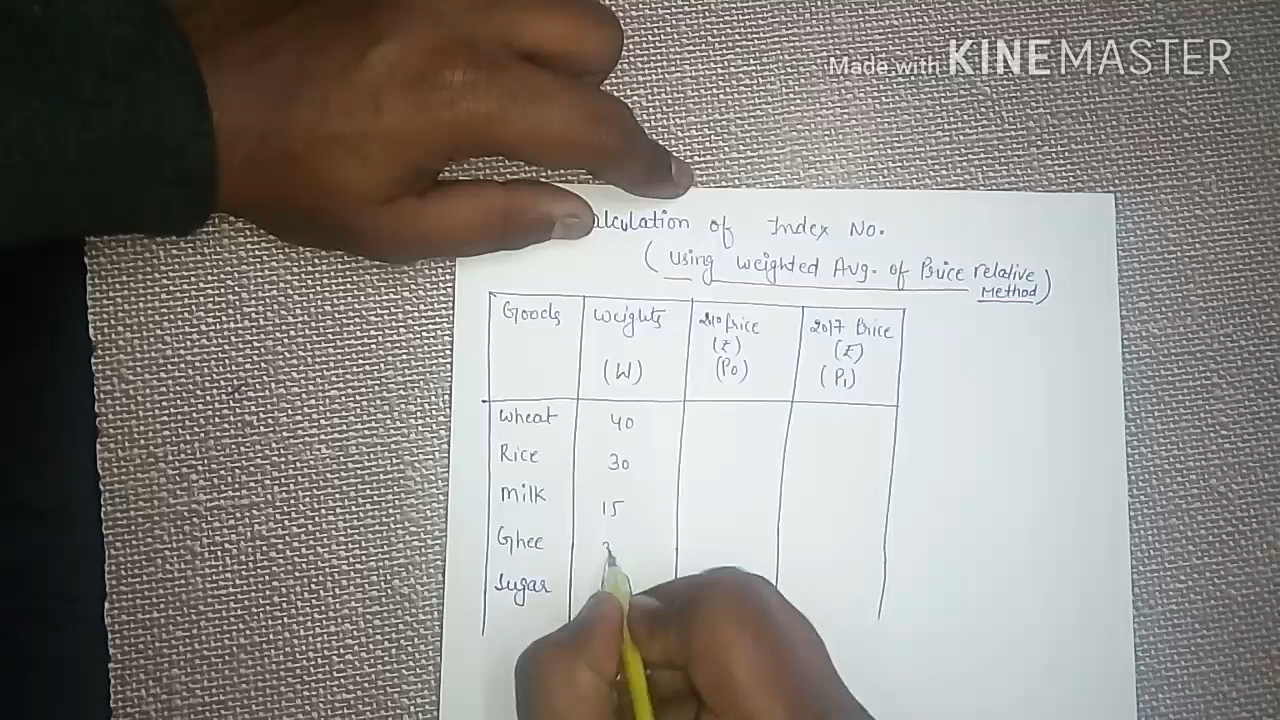 Made with KINEMASTER
alculation of Index No.
(Using Weighted Avg. of Price relative
Method)
Goods Weights 2010 Price 2017 Price
(₹) (₹)
(W) (P0) (P1)
Wheat 40
Rice 30
Milk 15
Ghee
Sugar